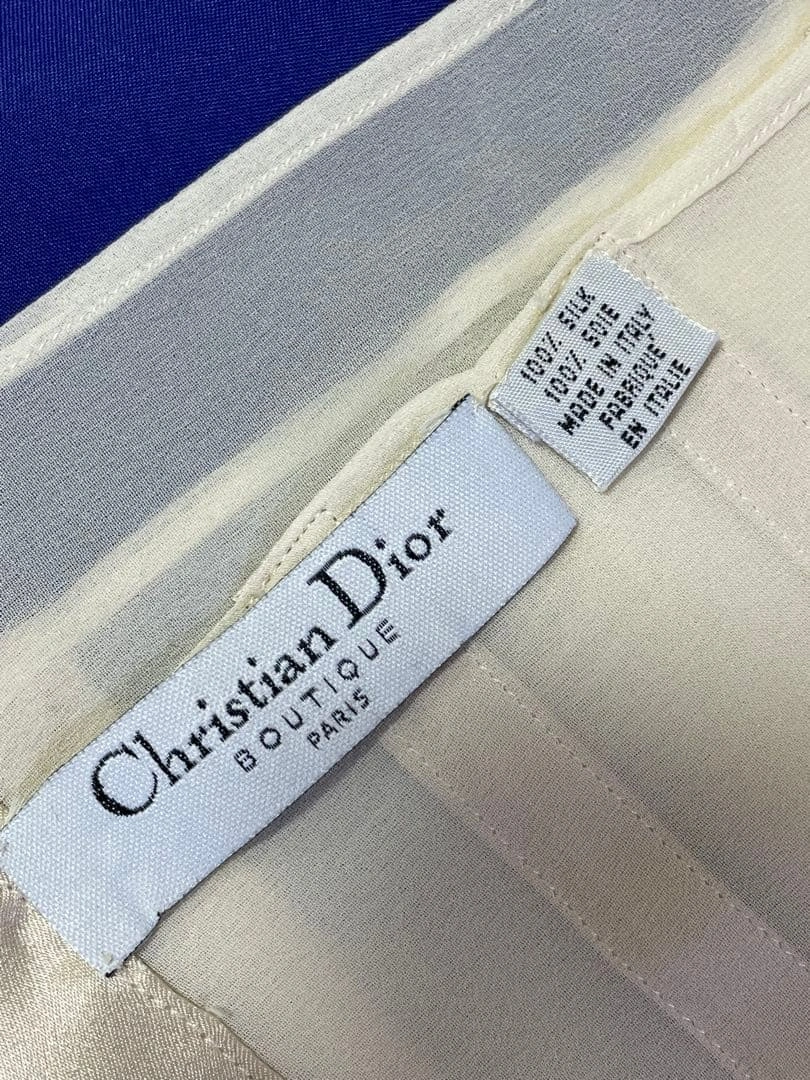 Christian Dior
BOUTIQUE
PARIS
100% SILK
100% SOIE
MADE IN ITALY
FABRIQUE
EN ITALIE